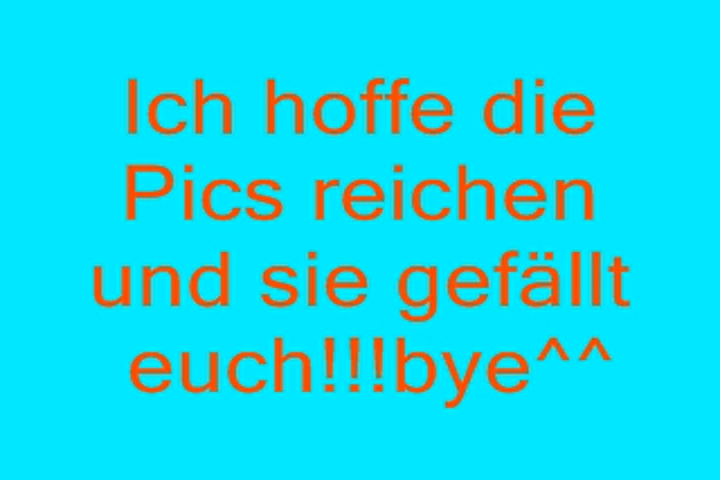 Ich hoffe die
Pics reichen
und sie gefällt
euch!!!bye^^